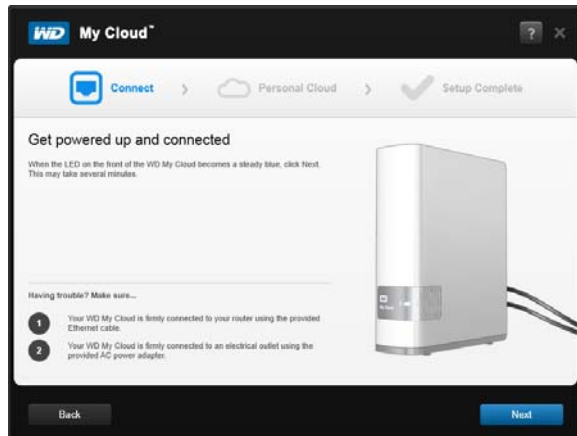 WD My Cloud™
?
Connect > Personal Cloud > Setup Complete
Get powered up and connected
When the LED on the front of the WD My Cloud becomes a steady blue, click Next.
This may take several minutes.
Having trouble? Make sure...
1 Your WD My Cloud is firmly connected to your router using the provided
Ethernet cable.
2 Your WD My Cloud is firmly connected to an electrical outlet using the
provided AC power adapter.
WD
My Cloud
Back
Next